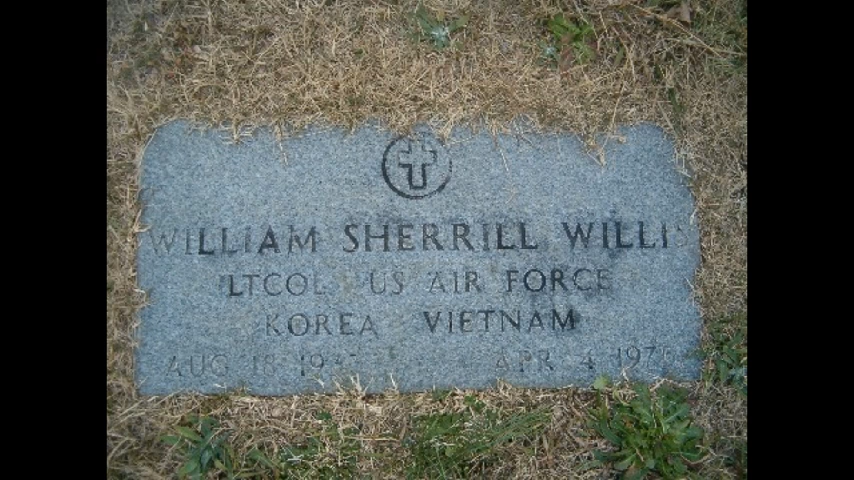 WILLIAM SHERRILL WILLIS
LTCOL US AIR FORCE
KOREA VIETNAM
AUG 18 APR 4